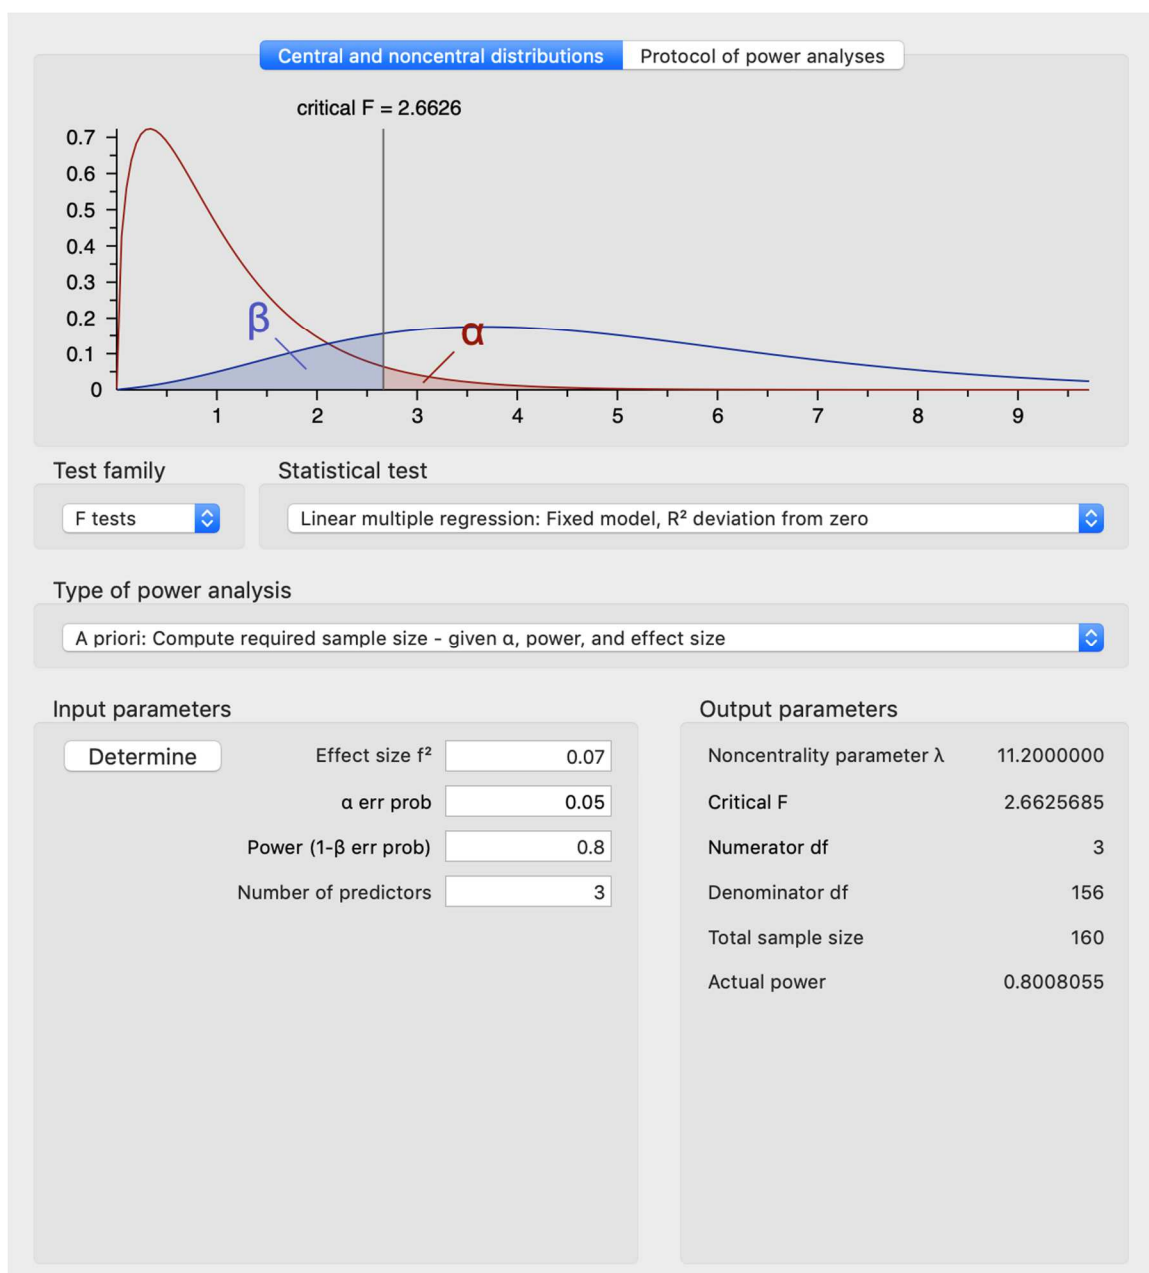 Central and noncentral distributions Protocol of power analyses
critical F = 2.6626
0.7
0.6
0.5
0.4
0.3
0.2
0.1
0
β
α
1 2 3 4 5 6 7 8 9
Test family Statistical test
F tests Linear multiple regression: Fixed model, R² deviation from zero
Type of power analysis
A priori: Compute required sample size - given α, power, and effect size
Input parameters Output parameters
Determine Effect size f² 0.07 Noncentrality parameter λ 11.2000000
α err prob 0.05 Critical F 2.6625685
Power (1-β err prob) 0.8 Numerator df 3
Number of predictors 3 Denominator df 156
Total sample size 160
Actual power 0.8008055